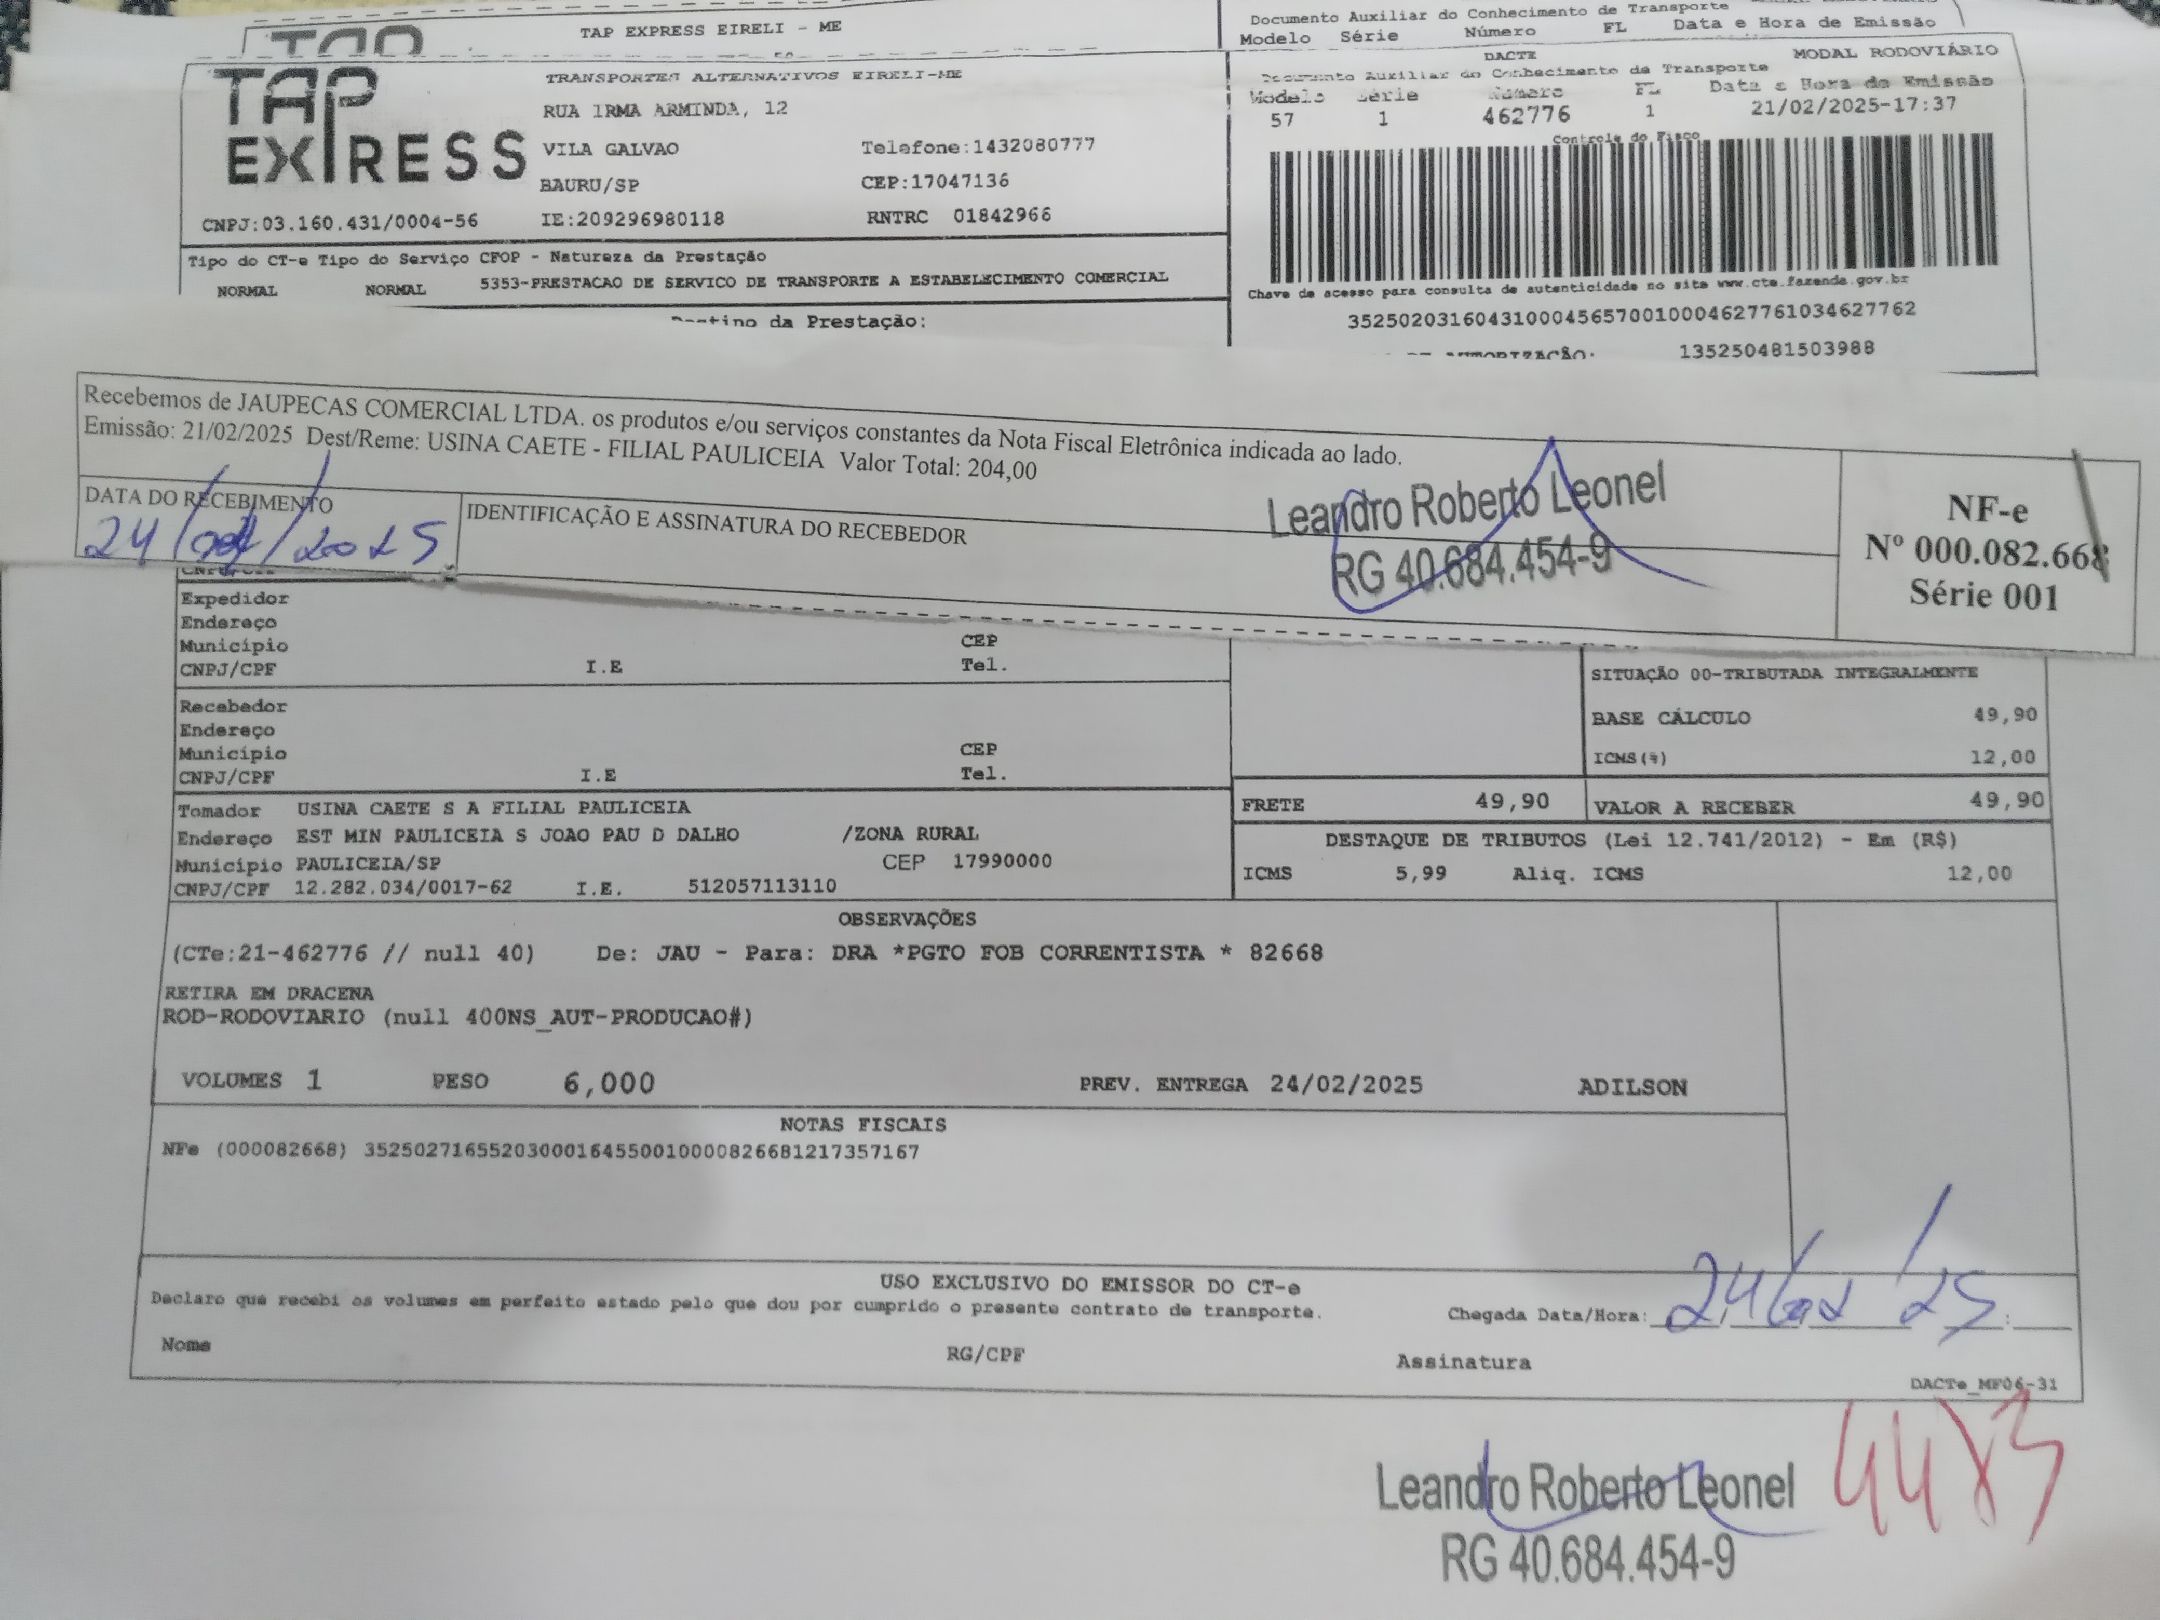 TAP EXPRESS EIRELI - ME
Documento Auxiliar do Conhecimento de Transporte
Modelo Série Número FL Data e Hora de Emissão
TAP
EXPRESS
TRANSPORTES ALTERNATIVOS EIRELI-ME
RUA IRMA ARMINDA, 12
VILA GALVAO Telefone:1432080777
BAURU/SP CEP:17047136
CNPJ:03.160.431/0004-56 IE:209296980118 RNTRC 01842966
DACTE MODAL RODOVIÁRIO
Documento Auxiliar do Conhecimento de Transporte
Modelo Série Número FL Data e Hora de Emissão
57 1 462776 1 21/02/2025-17:37
Controle do Fisco
Tipo do CT-e Tipo do Serviço CFOP - Natureza da Prestação
NORMAL NORMAL 5353-PRESTACAO DE SERVICO DE TRANSPORTE A ESTABELECIMENTO COMERCIAL
Chave de acesso para consulta de autenticidade no site www.cte.fazenda.gov.br
35250203160431000456570010004627761034627762
da Prestação:
135250481503988
Recebemos de JAUPECAS COMERCIAL LTDA. os produtos e/ou serviços constantes da Nota Fiscal Eletrônica indicada ao lado.
Emissão: 21/02/2025 Dest/Reme: USINA CAETE - FILIAL PAULICEIA Valor Total: 204,00
DATA DO RECEBIMENTO
24/02/2025
IDENTIFICAÇÃO E ASSINATURA DO RECEBEDOR
Leandro Roberto Leonel
RG 40.684.454-9
NF-e
Nº 000.082.668
Série 001
Expedidor
Endereço
Município CEP
CNPJ/CPF I.E Tel.
Recebedor
Endereço
Município CEP
CNPJ/CPF I.E Tel.
SITUAÇÃO 00-TRIBUTADA INTEGRALMENTE
BASE CÁLCULO 49,90
ICMS(%) 12,00
FRETE 49,90 VALOR A RECEBER 49,90
Tomador USINA CAETE S A FILIAL PAULICEIA
Endereço EST MIN PAULICEIA S JOAO PAU D DALHO /ZONA RURAL
Município PAULICEIA/SP CEP 17990000
CNPJ/CPF 12.282.034/0017-62 I.E. 512057113110
DESTAQUE DE TRIBUTOS (Lei 12.741/2012) - Em (R$)
ICMS 5,99 Aliq. ICMS 12,00
OBSERVAÇÕES
(CTe:21-462776 // null 40) De: JAU - Para: DRA *PGTO FOB CORRENTISTA * 82668
RETIRA EM DRACENA
ROD-RODOVIARIO (null 400NS_AUT-PRODUCAO#)
VOLUMES 1 PESO 6,000 PREV. ENTREGA 24/02/2025 ADILSON
NOTAS FISCAIS
NFe (000082668) 35250271655203000164550010000826681217357167
USO EXCLUSIVO DO EMISSOR DO CT-e
Declaro que recebi os volumes em perfeito estado pelo que dou por cumprido o presente contrato de transporte.
Chegada Data/Hora: 24/02/25
Nome RG/CPF Assinatura
DACTe_MF06-31
Leandro Roberto Leonel
RG 40.684.454-9